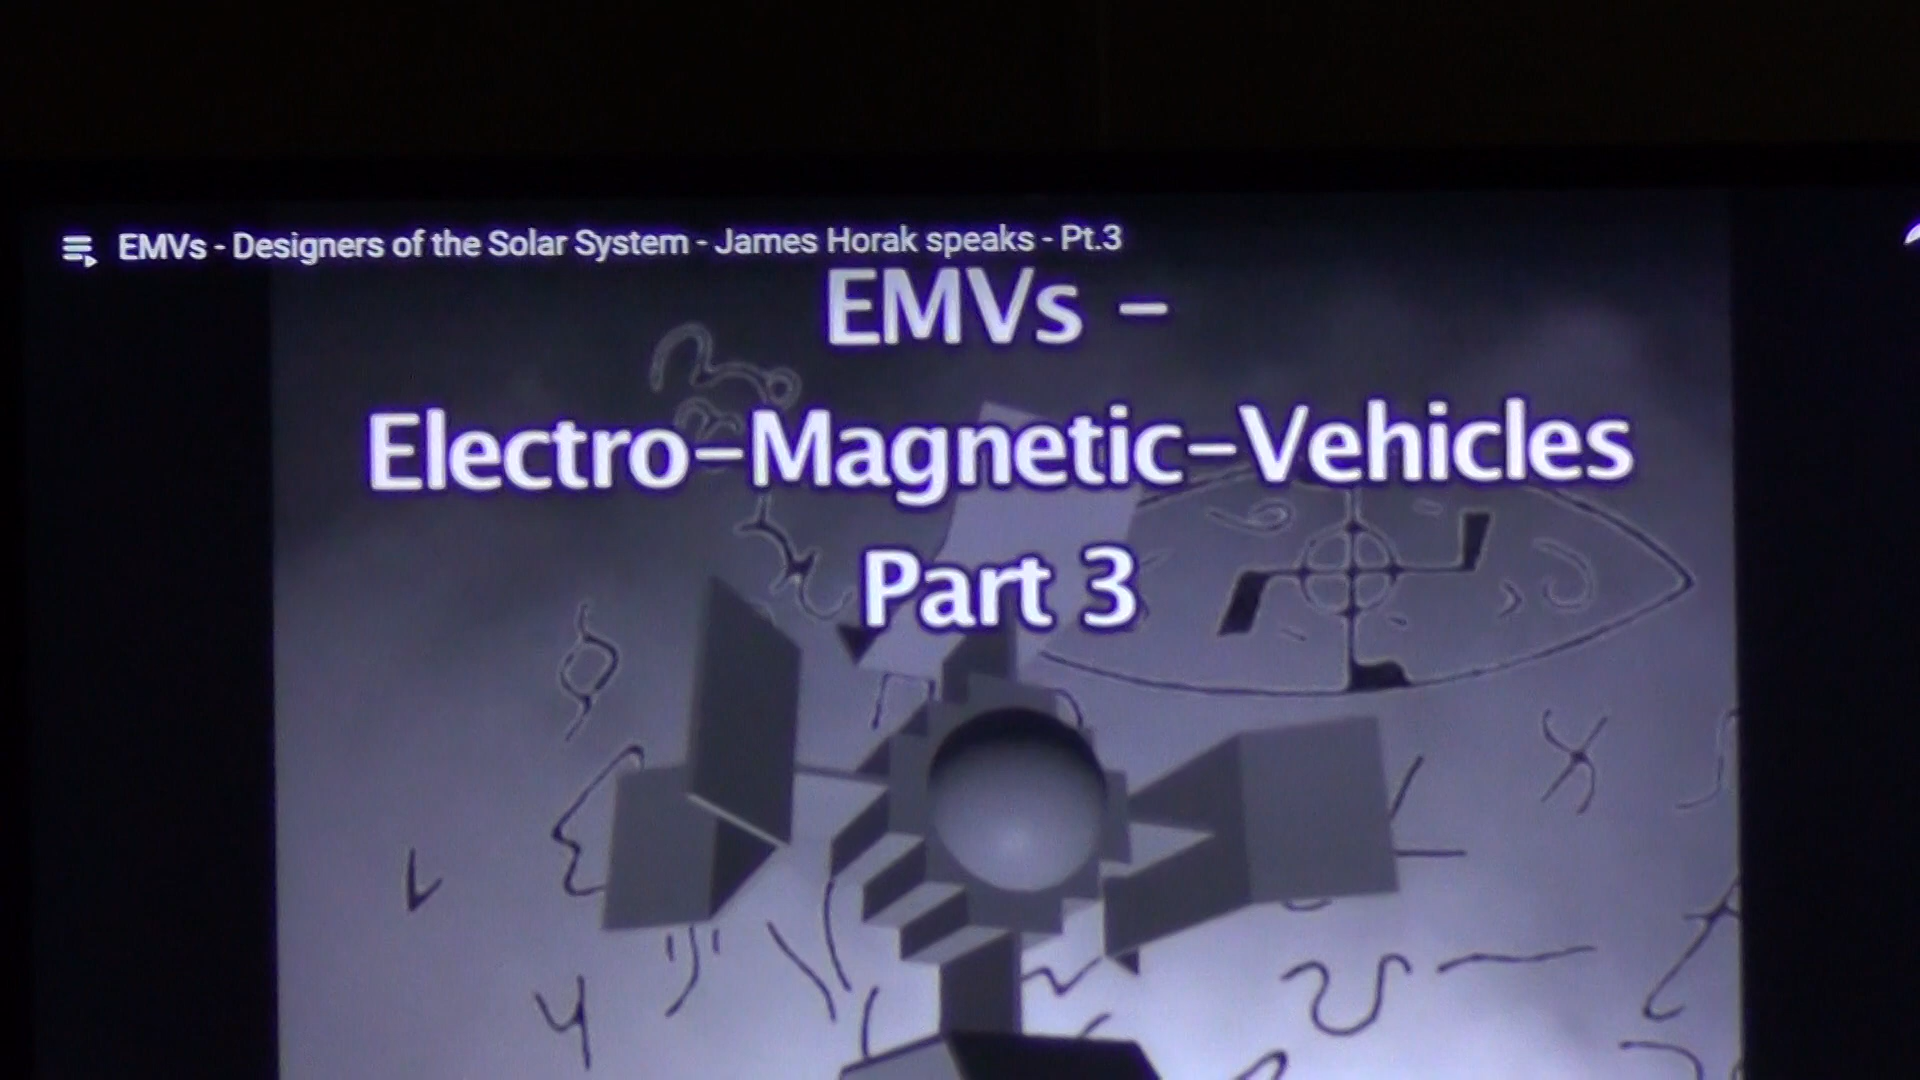 EMVs - Designers of the Solar System - James Horak speaks - Pt.3
EMVs –
Electro–Magnetic–Vehicles
Part 3